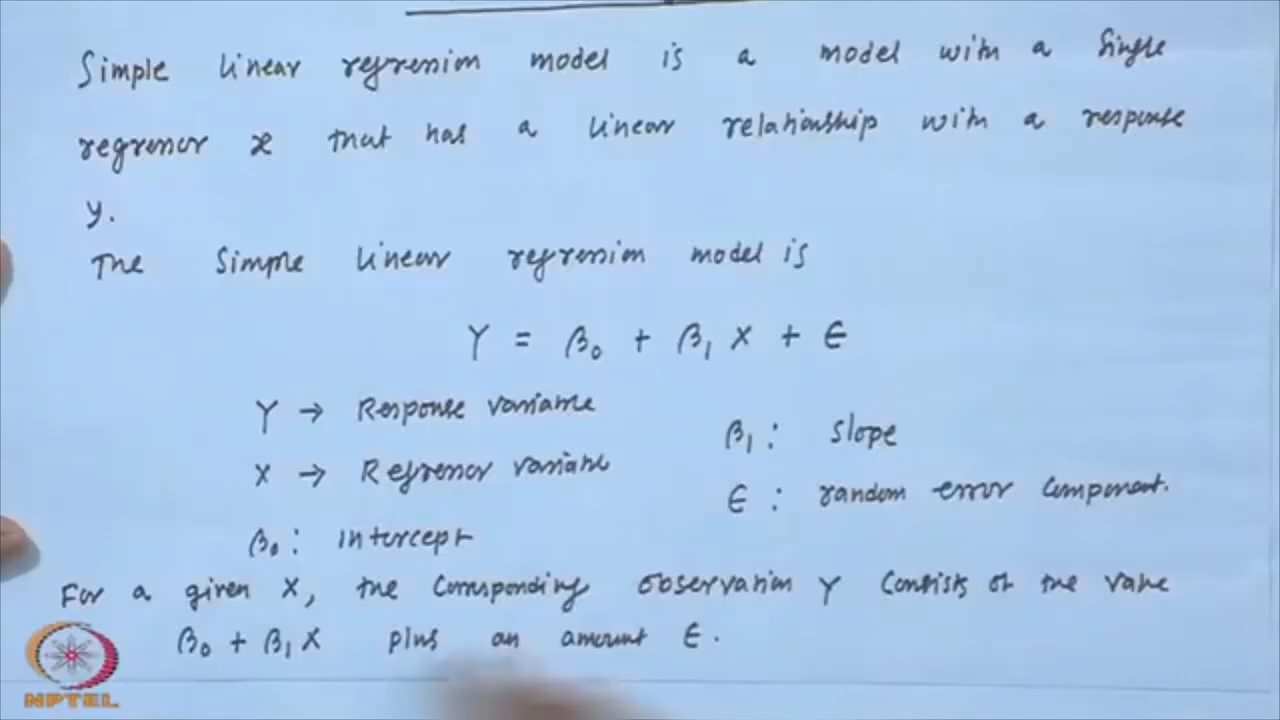 Simple linear regression model is a model with a single
regressor x that has a linear relationship with a response
y.
The simple linear regression model is
Y = β₀ + β₁ X + ϵ
Y → Response variable
X → Regressor variable
β₀ : intercept
β₁ : slope
ϵ : random error component.
For a given X, the corresponding observation Y consists of the value
β₀ + β₁ X plus an amount ϵ.
NPTEL